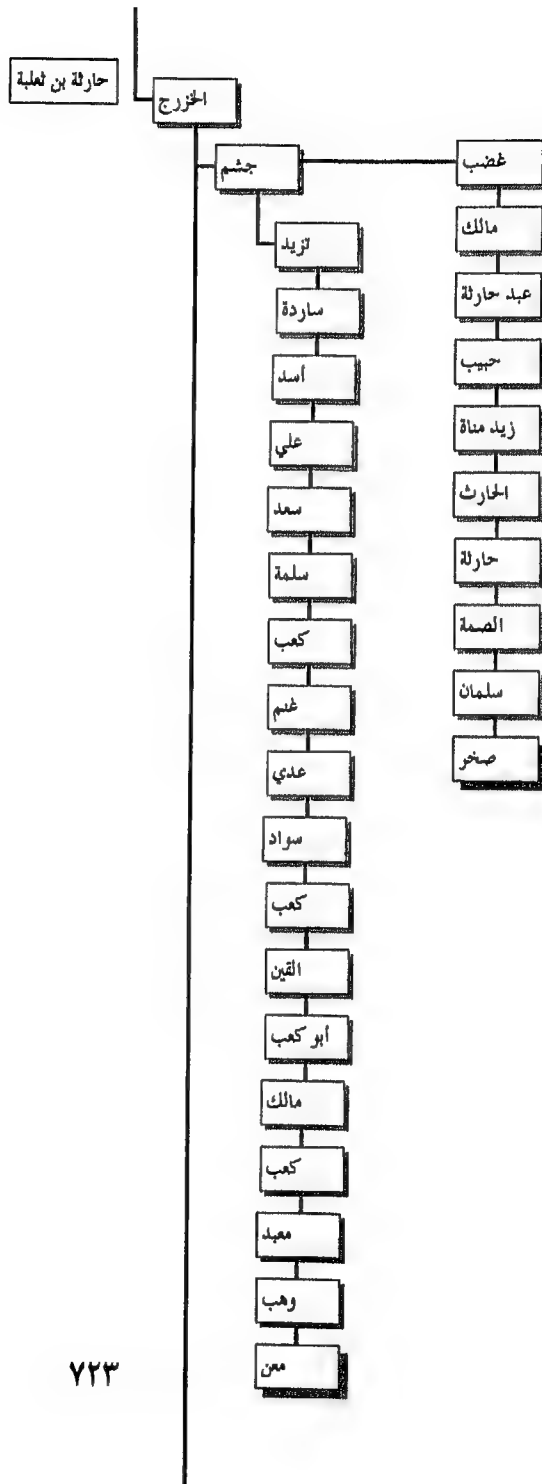 حارثة بن ثعلبة
الخزرج
جشم
غضب
مالك
عبد حارثة
حبيب
زيد مناة
الحارث
حارثة
الصمة
سلمان
صخر
تزيد
ساردة
أسد
علي
سعد
سلمة
كعب
غنم
عدي
سواد
كعب
القين
أبو كعب
مالك
كعب
معبد
وهب
معن
٧٢٣